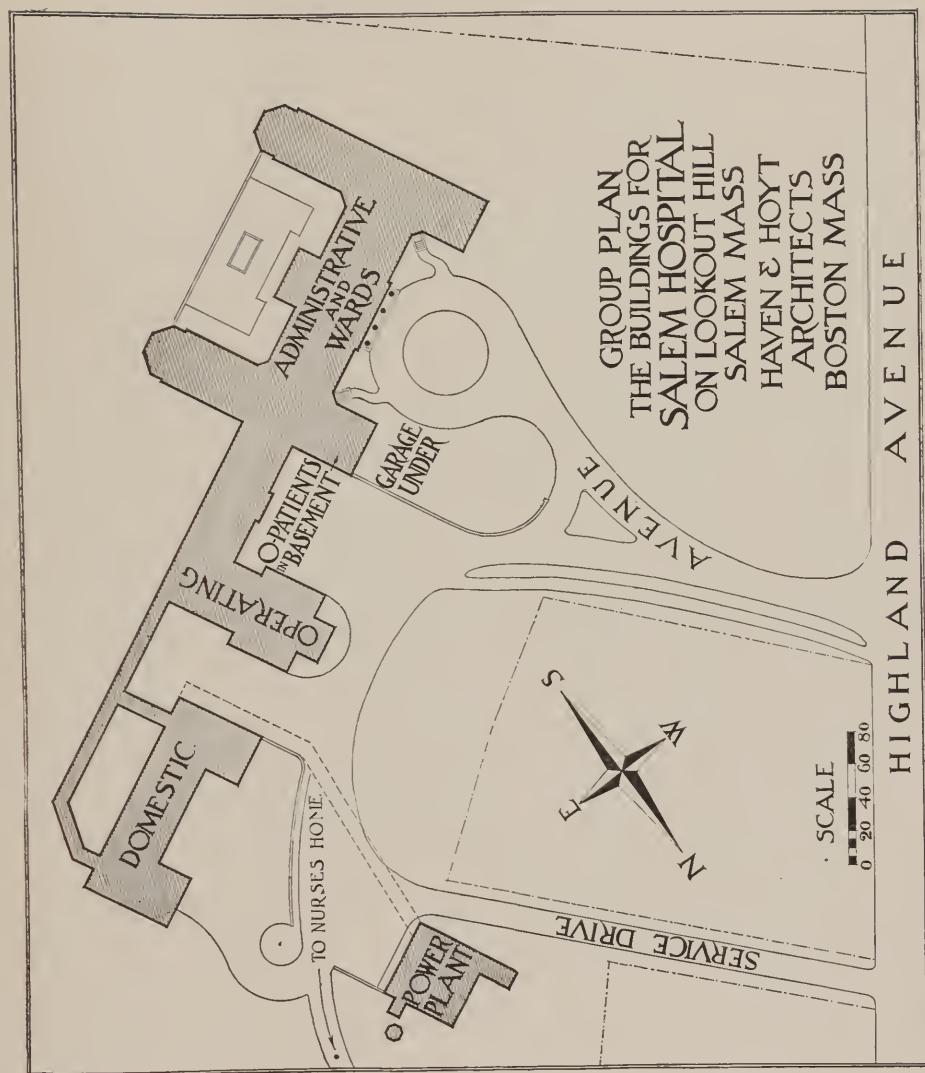 GROUP PLAN
THE BUILDINGS FOR
SALEM HOSPITAL
ON LOOKOUT HILL
SALEM MASS
HAVEN & HOYT
ARCHITECTS
BOSTON MASS
ADMINISTRATIVE
AND
WARDS
GARAGE
UNDER
O-PATIENTS
IN BASEMENT
OPERATING
DOMESTIC
TO NURSES HOME
POWER
PLANT
SERVICE DRIVE
AVENUE
S
W
E
N
SCALE
0 20 40 60 80
HIGHLAND AVENUE